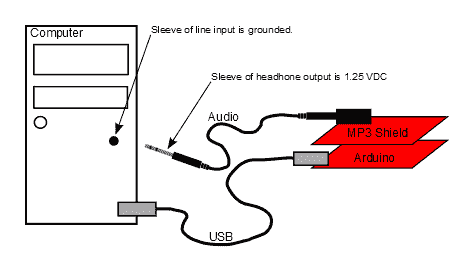 Sleeve of line input is grounded.
Computer
Sleeve of headhone output is 1.25 VDC
Audio
MP3 Shield
Arduino
USB